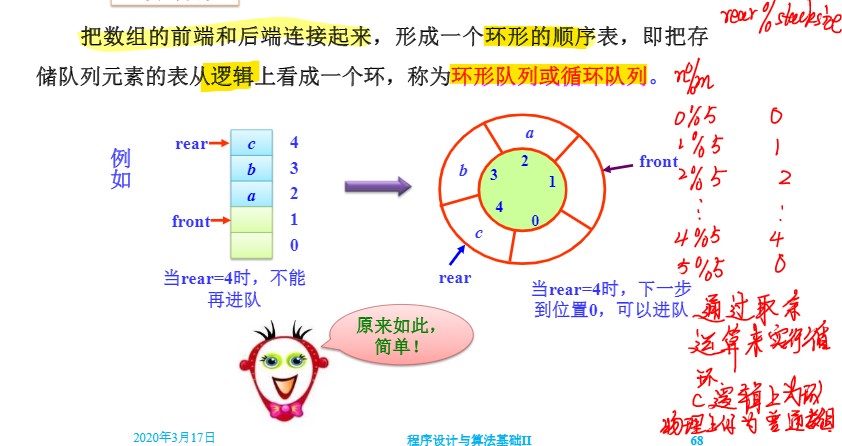 把数组的前端和后端连接起来，形成一个环形的顺序表，即把存
储队列元素的表从逻辑上看成一个环，称为环形队列或循环队列。
rear%stacksize
m
0%5 0
1%5 1
2%5 2
⋮ ⋮
4%5 4
5%5 0
例
如
rear c 4
b 3
a 2
front 1
0
当rear=4时，不能
再进队
a
b
c
2
3
1
4
0
front
rear
当rear=4时，下一步
到位置0，可以进队
原来如此，
简单！
通过取余
运算来实行
环
逻辑上为环
物理上仍为普通数组
2020年3月17日
程序设计与算法基础II
68